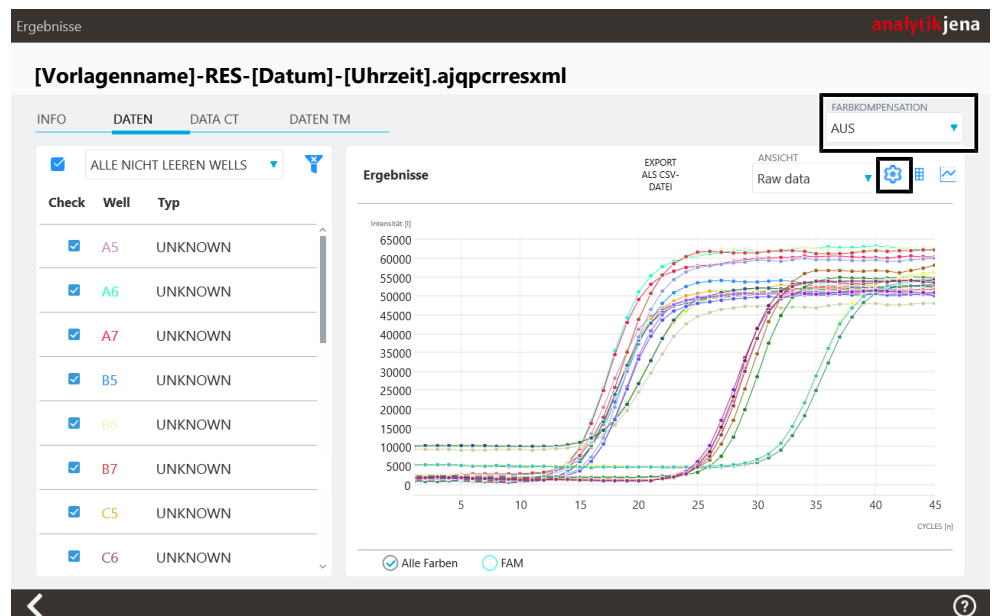 Ergebnisse
analytikjena
[Vorlagenname]-RES-[Datum]-[Uhrzeit].ajqpcrresxml
INFO DATEN DATA CT DATEN TM
FARBKOMPENSATION
AUS
ALLE NICHT LEEREN WELLS
Check Well Typ
A5 UNKNOWN
A6 UNKNOWN
A7 UNKNOWN
B5 UNKNOWN
B6 UNKNOWN
B7 UNKNOWN
C5 UNKNOWN
C6 UNKNOWN
Ergebnisse
EXPORT
ALS CSV-
DATEI
ANSICHT
Raw data
Intensität [I]
65000
60000
55000
50000
45000
40000
35000
30000
25000
20000
15000
10000
5000
0
5 10 15 20 25 30 35 40 45
CYCLES [n]
Alle Farben FAM
?